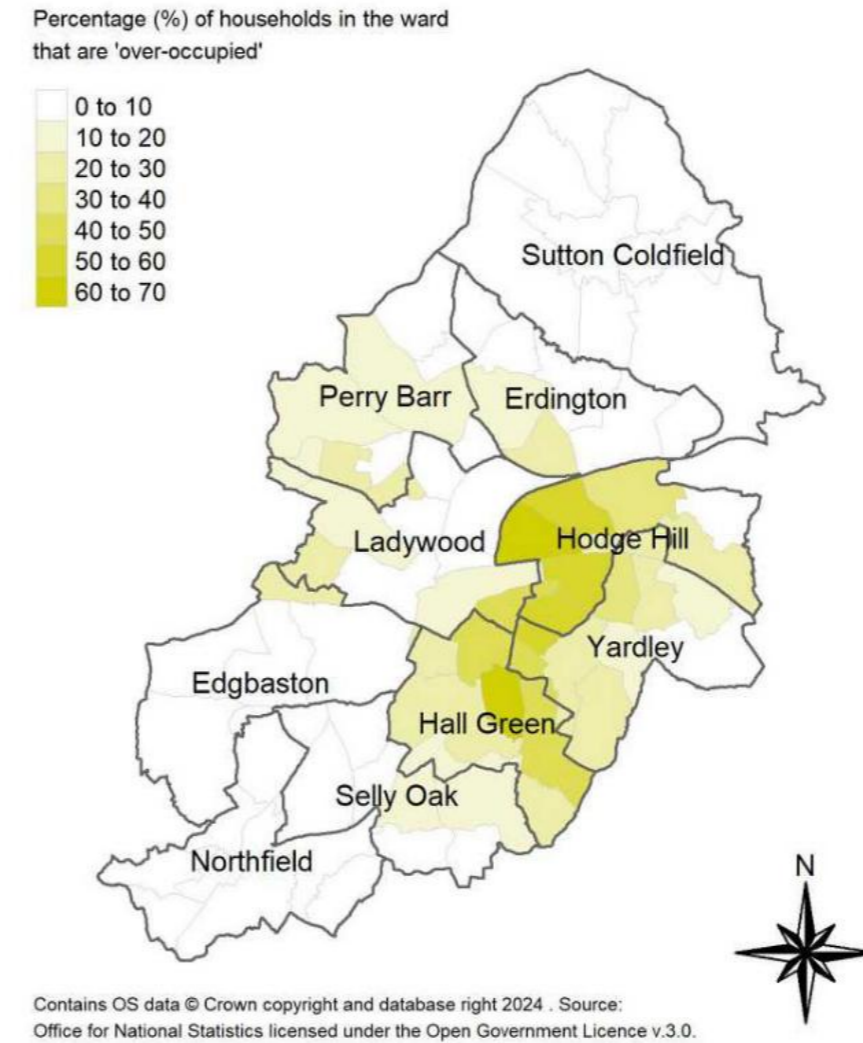 Percentage (%) of households in the ward
that are 'over-occupied'
0 to 10
10 to 20
20 to 30
30 to 40
40 to 50
50 to 60
60 to 70
Sutton Coldfield
Perry Barr
Erdington
Ladywood
Hodge Hill
Yardley
Edgbaston
Hall Green
Selly Oak
Northfield
N
Contains OS data © Crown copyright and database right 2024 . Source:
Office for National Statistics licensed under the Open Government Licence v.3.0.